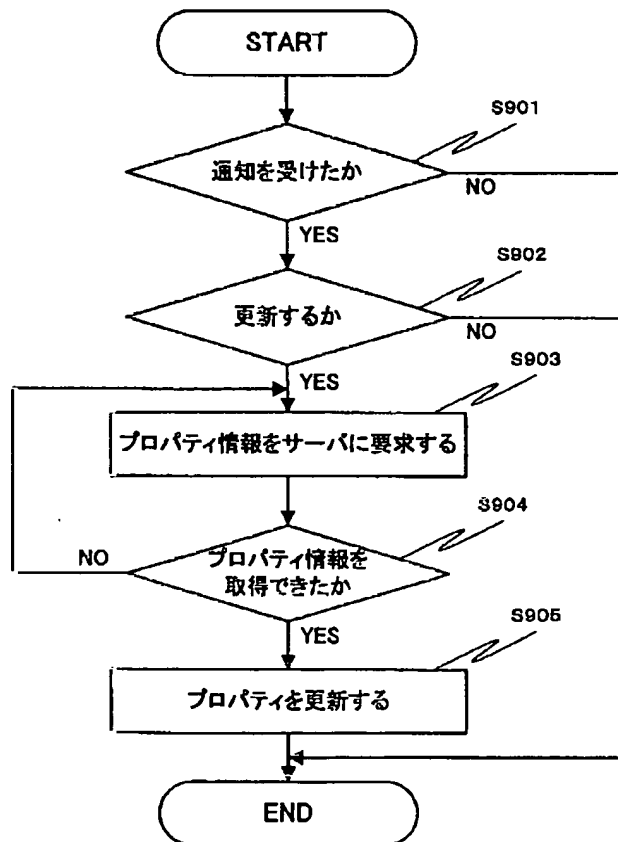 START
S901
通知を受けたか
NO
YES
S902
更新するか
NO
YES
S903
プロパティ情報をサーバに要求する
S904
プロパティ情報を
取得できたか
NO
YES
S905
プロパティを更新する
END